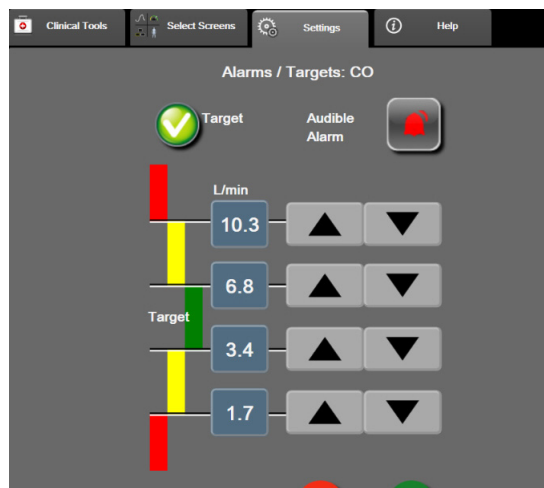 Clinical Tools
Select Screens
Settings
Help
Alarms / Targets: CO
Target
Audible
Alarm
L/min
10.3
6.8
Target
3.4
1.7